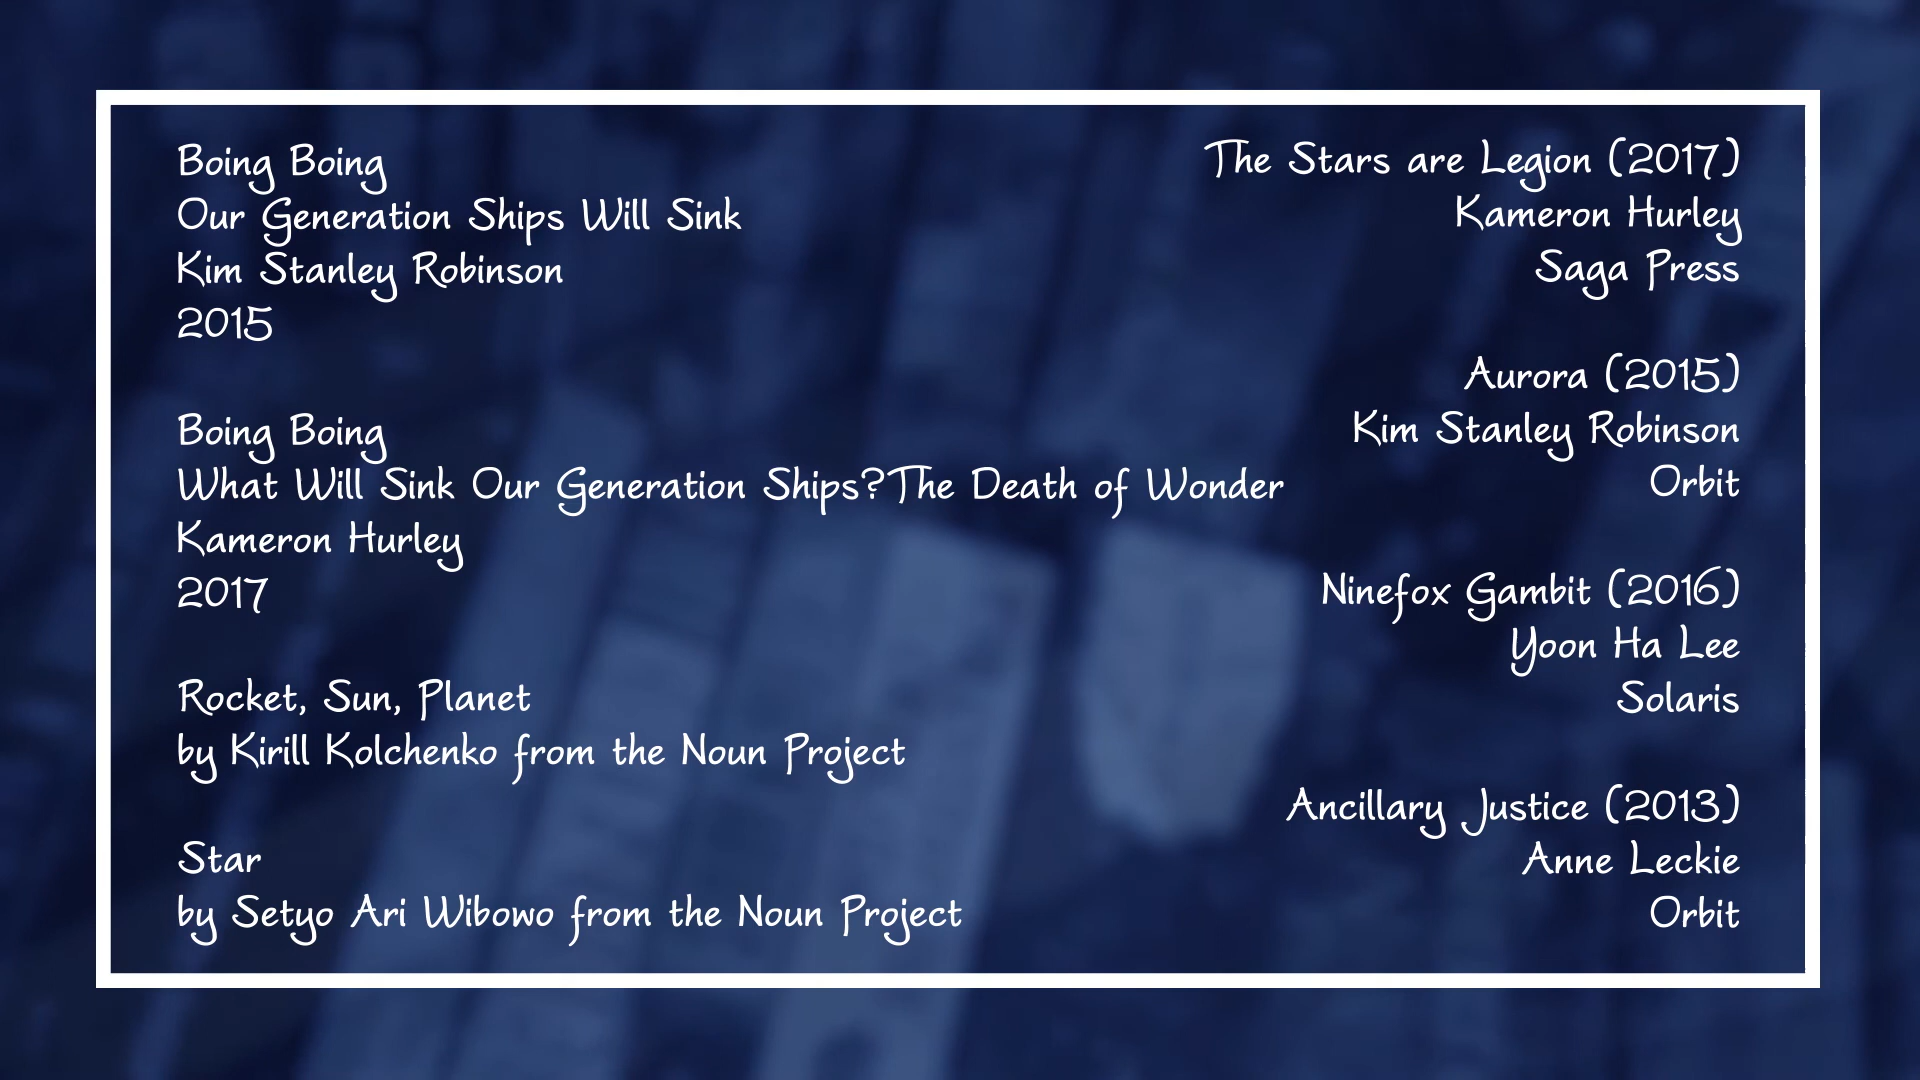 Boing Boing
Our Generation Ships Will Sink
Kim Stanley Robinson
2015
Boing Boing
What Will Sink Our Generation Ships?The Death of Wonder
Kameron Hurley
2017
Rocket, Sun, Planet
by Kirill Kolchenko from the Noun Project
Star
by Setyo Ari Wibowo from the Noun Project
The Stars are Legion (2017)
Kameron Hurley
Saga Press
Aurora (2015)
Kim Stanley Robinson
Orbit
Ninefox Gambit (2016)
Yoon Ha Lee
Solaris
Ancillary Justice (2013)
Anne Leckie
Orbit